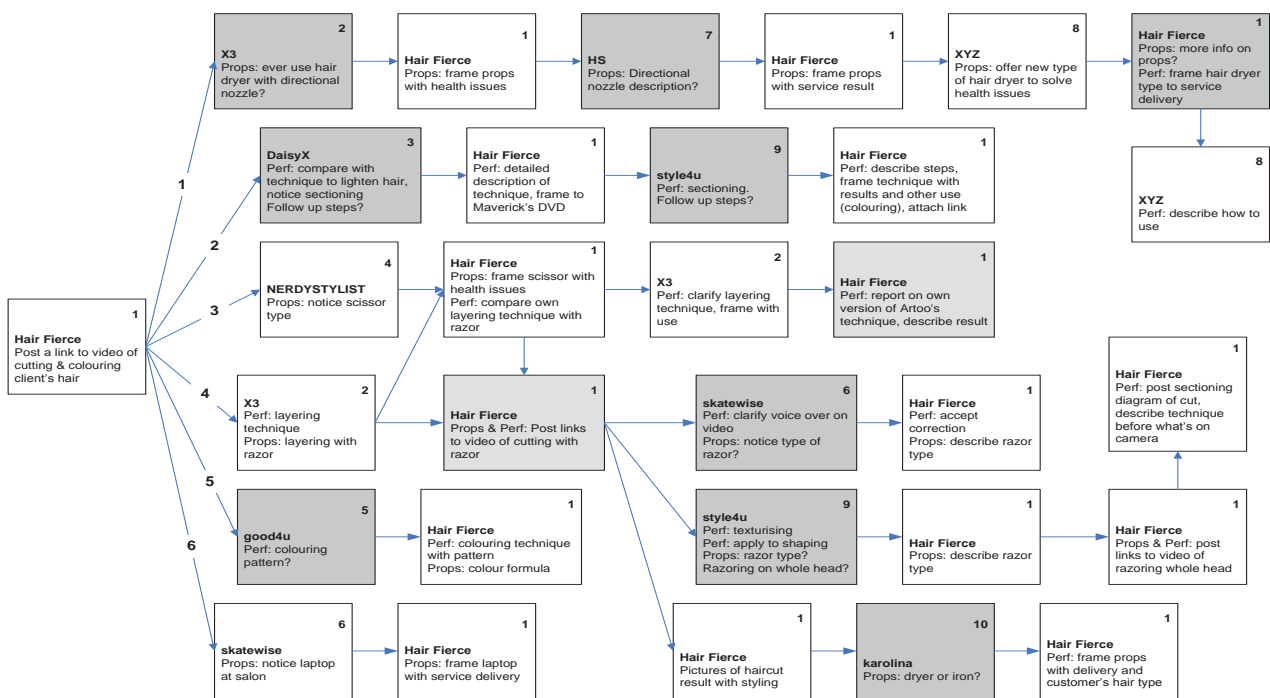 2
X3
Props: ever use hair
dryer with directional
nozzle?
1
Hair Fierce
Props: frame props
with health issues
7
HS
Props: Directional
nozzle description?
1
Hair Fierce
Props: frame props
with service result
8
XYZ
Props: offer new type
of hair dryer to solve
health issues
1
Hair Fierce
Props: more info on
props?
Perf: frame hair dryer
type to service
delivery
8
XYZ
Perf: describe how to
use
3
DaisyX
Perf: compare with
technique to lighten hair,
notice sectioning
Follow up steps?
1
Hair Fierce
Perf: detailed
description of
technique, frame to
Maverick's DVD
9
style4u
Perf: sectioning.
Follow up steps?
1
Hair Fierce
Perf: describe steps,
frame technique with
results and other use
(colouring), attach link
1
2
3
4
5
6
1
Hair Fierce
Post a link to video of
cutting & colouring
client's hair
4
NERDYSTYLIST
Props: notice scissor
type
1
Hair Fierce
Props: frame scissor with
health issues
Perf: compare own
layering technique with
razor
2
X3
Perf: clarify layering
technique, frame with
use
1
Hair Fierce
Perf: report on own
version of Artoo's
technique, describe result
2
X3
Perf: layering
technique
Props: layering with
razor
1
Hair Fierce
Props & Perf: Post links
to video of cutting with
razor
6
skatewise
Perf: clarify voice over on
video
Props: notice type of
razor?
1
Hair Fierce
Perf: accept
correction
Props: describe razor
type
1
Hair Fierce
Perf: post sectioning
diagram of cut,
describe technique
before what's on
camera
5
good4u
Perf: colouring
pattern?
1
Hair Fierce
Perf: colouring technique
with pattern
Props: colour formula
9
style4u
Perf: texturising
Perf: apply to shaping
Props: razor type?
Razoring on whole head?
1
Hair Fierce
Props: describe razor
type
1
Hair Fierce
Props & Perf: post
links to video of
razoring whole head
6
skatewise
Props: notice laptop
at salon
1
Hair Fierce
Props: frame laptop
with service delivery
1
Hair Fierce
Pictures of haircut
result with styling
10
karolina
Props: dryer or iron?
1
Hair Fierce
Perf: frame props
with delivery and
customer's hair type